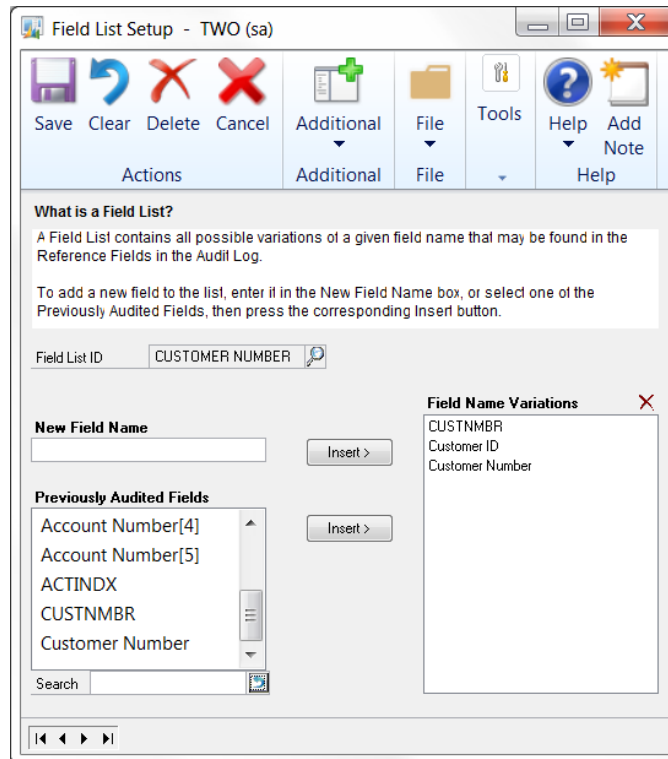 Field List Setup - TWO (sa)
Save Clear Delete Cancel Additional File Tools Help Add Note
Actions Additional File Help
What is a Field List?
A Field List contains all possible variations of a given field name that may be found in the
Reference Fields in the Audit Log.
To add a new field to the list, enter it in the New Field Name box, or select one of the
Previously Audited Fields, then press the corresponding Insert button.
Field List ID CUSTOMER NUMBER
New Field Name
Insert >
Previously Audited Fields
Account Number[4]
Account Number[5]
ACTINDX
CUSTNMBR
Customer Number
Insert >
Search
Field Name Variations
CUSTNMBR
Customer ID
Customer Number